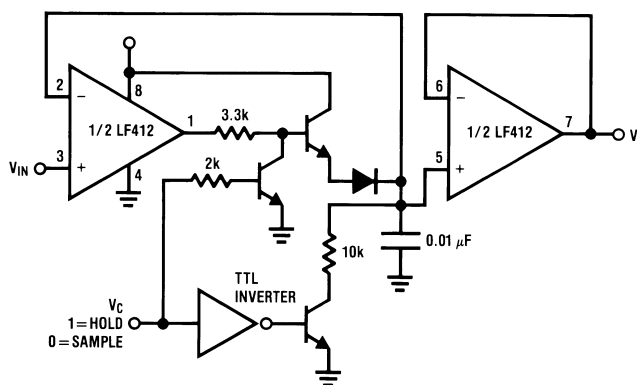 2
8
1/2 LF412
1
3.3k
V_IN
3
4
2k
6
1/2 LF412
7
V
5
10k
0.01 μF
TTL
INVERTER
V_C
1=HOLD
0=SAMPLE